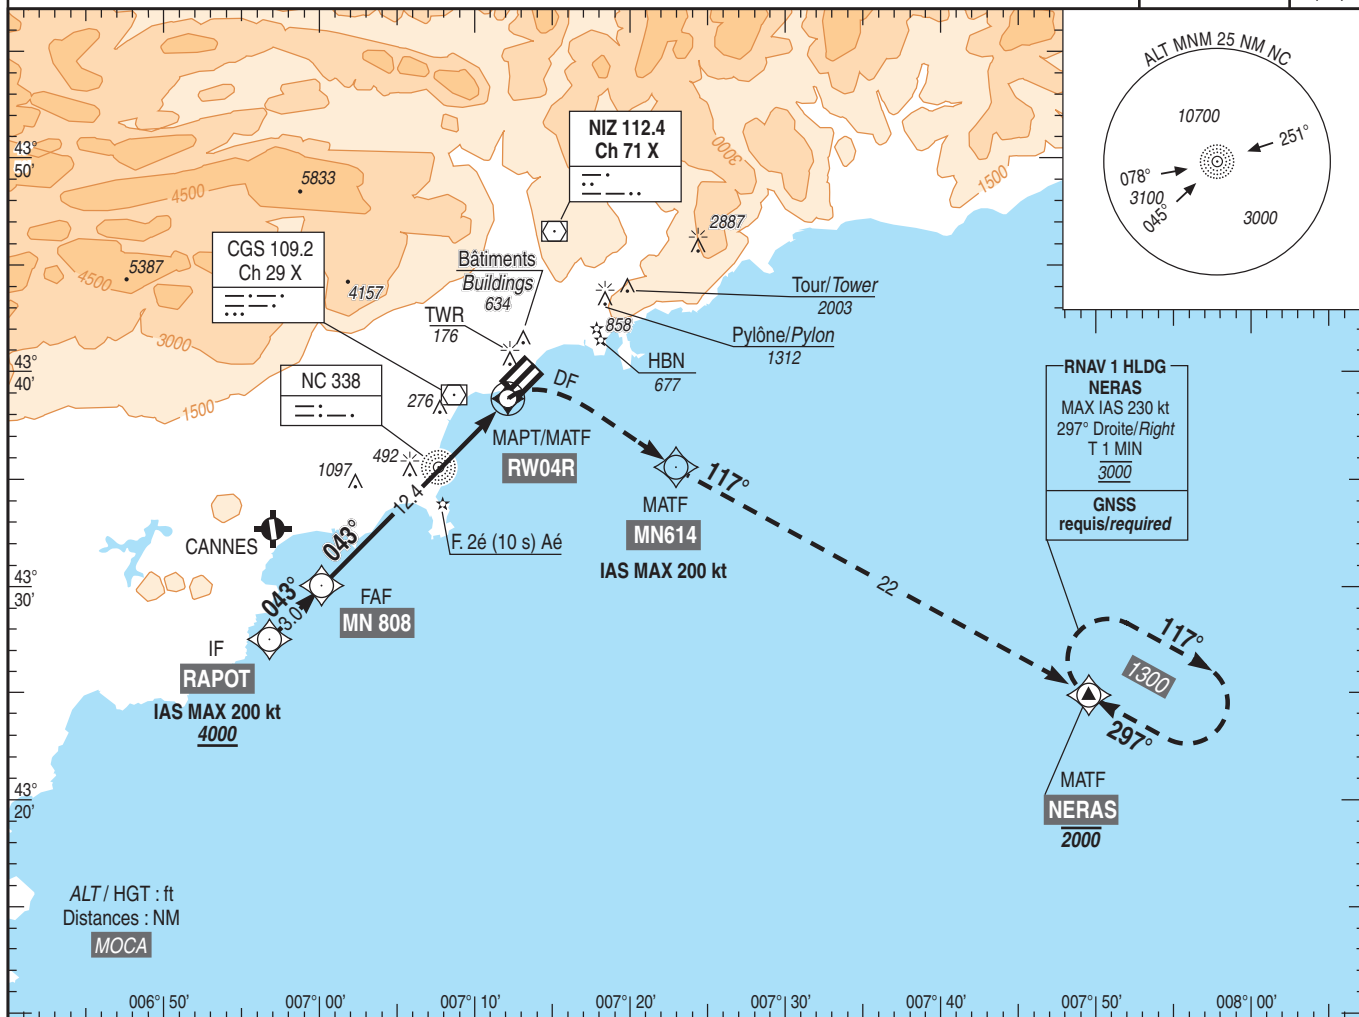 ALT MNM 25 NM NC
10700
251°
078°
3100
045°
3000
43°
50'
43°
40'
43°
30'
43°
20'
NIZ 112.4
Ch 71 X
3000
1500
5833
4500
2887
CGS 109.2
Ch 29 X
5387
4500
4157
3000
1500
Bâtiments
Buildings
634
TWR
176
Tour/Tower
2003
858
Pylône/Pylon
1312
HBN
677
NC 338
276
DF
MAPT/MATF
RW04R
492
1097
12.4
043°
CANNES
F. 2é (10 s) Aé
MATF
MN614
IAS MAX 200 kt
117°
22
RNAV 1 HLDG
NERAS
MAX IAS 230 kt
297° Droite/Right
T 1 MIN
3000
GNSS
requis/required
043°
3.0
FAF
MN 808
IF
RAPOT
IAS MAX 200 kt
4000
117°
1300
297°
MATF
NERAS
2000
ALT / HGT : ft
Distances : NM
MOCA
006° 50'
007° 00'
007° 10'
007° 20'
007° 30'
007° 40'
007° 50'
008° 00'